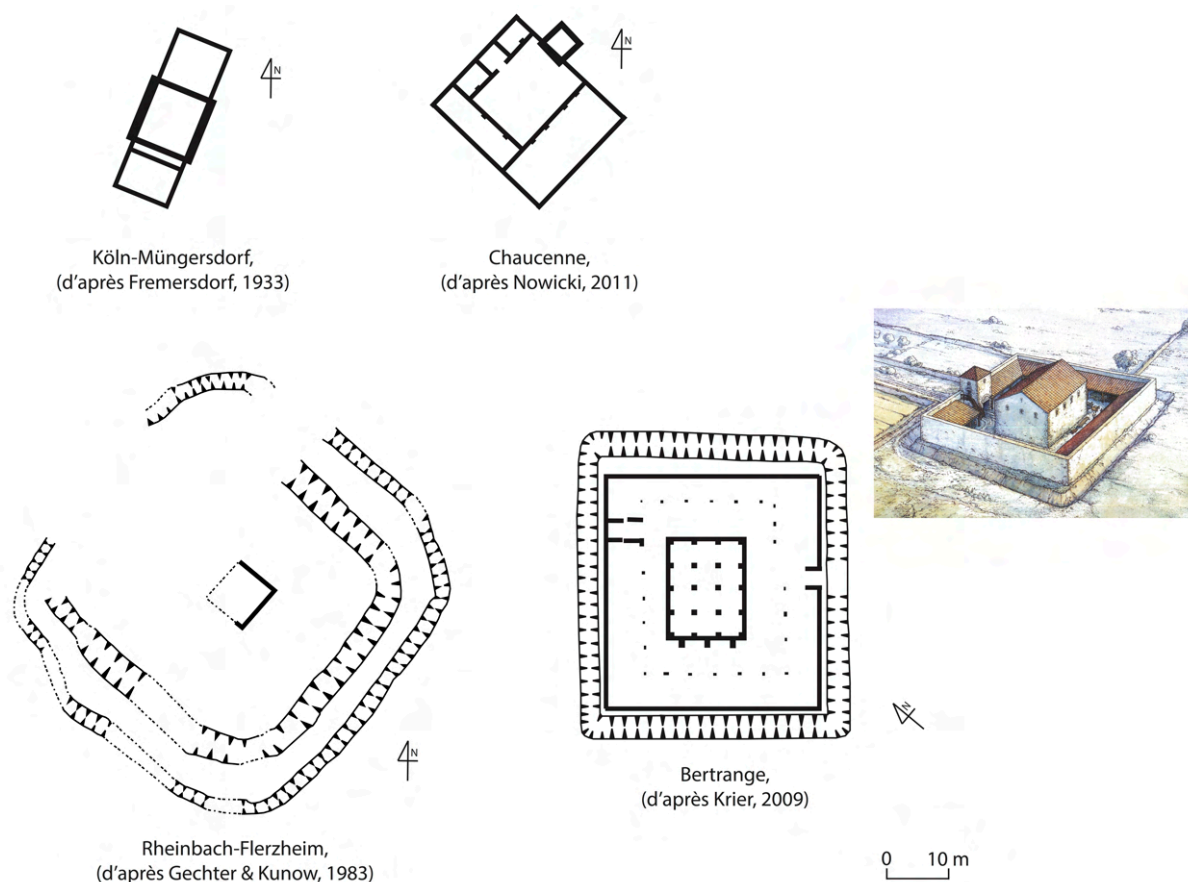 N
N
Köln-Müngersdorf,
(d'après Fremersdorf, 1933)
Chaucenne,
(d'après Nowicki, 2011)
N
N
Bertrange,
(d'après Krier, 2009)
Rheinbach-Flerzheim,
(d'après Gechter & Kunow, 1983)
0 10 m